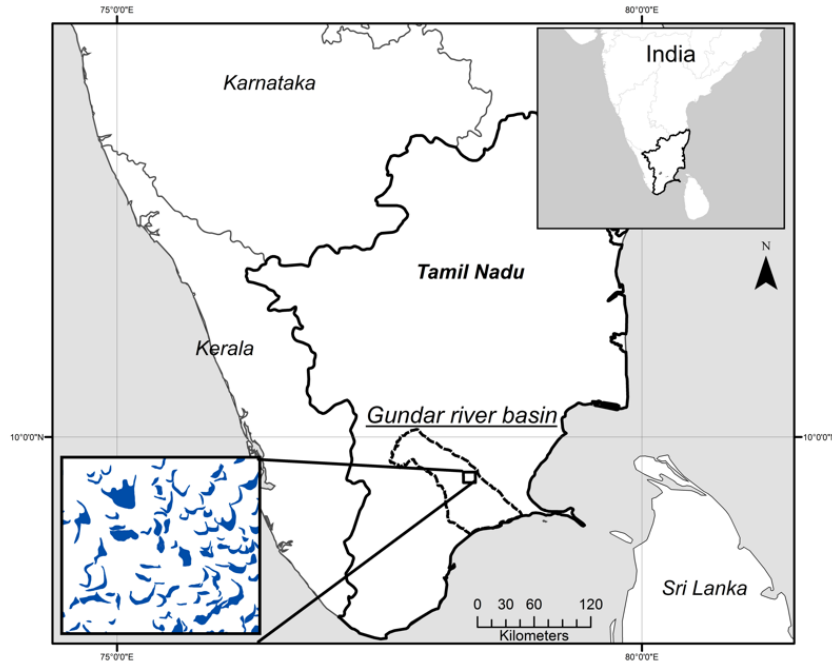 75°0'0"E
80°0'0"E
India
Karnataka
N
Tamil Nadu
Kerala
Gundar river basin
10°0'0"N
10°0'0"N
Sri Lanka
0 30 60 120
Kilometers
75°0'0"E
80°0'0"E